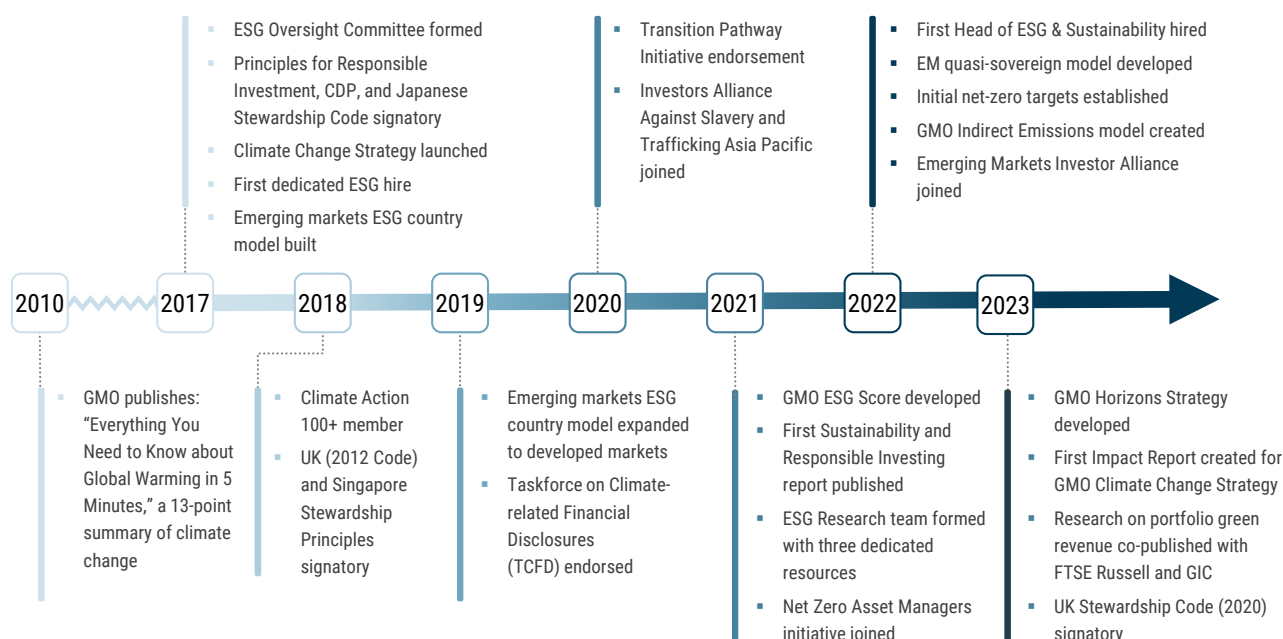 ESG Oversight Committee formed
Principles for Responsible
Investment, CDP, and Japanese
Stewardship Code signatory
Climate Change Strategy launched
First dedicated ESG hire
Emerging markets ESG country
model built
Transition Pathway
Initiative endorsement
Investors Alliance
Against Slavery and
Trafficking Asia Pacific
joined
First Head of ESG & Sustainability hired
EM quasi-sovereign model developed
Initial net-zero targets established
GMO Indirect Emissions model created
Emerging Markets Investor Alliance
joined
2010
2017
2018
2019
2020
2021
2022
2023
GMO publishes:
“Everything You
Need to Know about
Global Warming in 5
Minutes,” a 13-point
summary of climate
change
Climate Action
100+ member
UK (2012 Code)
and Singapore
Stewardship
Principles
signatory
Emerging markets ESG
country model expanded
to developed markets
Taskforce on Climate-
related Financial
Disclosures
(TCFD) endorsed
GMO ESG Score developed
First Sustainability and
Responsible Investing
report published
ESG Research team formed
with three dedicated
resources
Net Zero Asset Managers
initiative joined
GMO Horizons Strategy
developed
First Impact Report created for
GMO Climate Change Strategy
Research on portfolio green
revenue co-published with
FTSE Russell and GIC
UK Stewardship Code (2020)
signatory